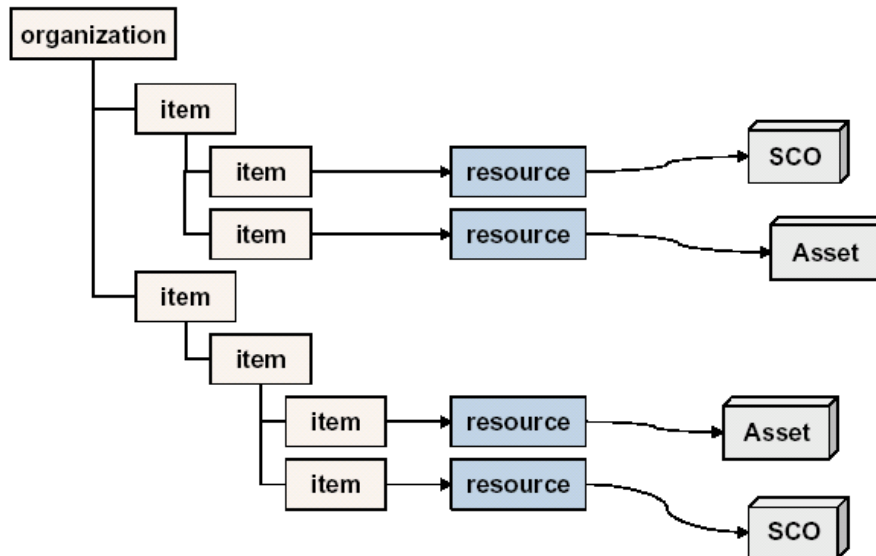 organization
item
item
resource
SCO
item
resource
Asset
item
item
item
resource
Asset
item
resource
SCO